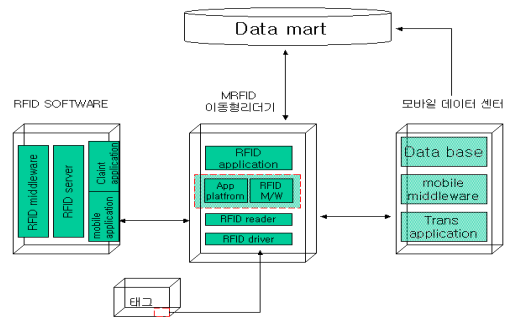 Data mart
RFID SOFTWARE
MRFID
이동형리더기
모바일 데이터 센터
RFID middleware
RFID server
Claint
application
mobile
application
RFID
application
App
platfrom
RFID
M/W
RFID reader
RFID driver
Data base
mobile
middleware
Trans
application
태그